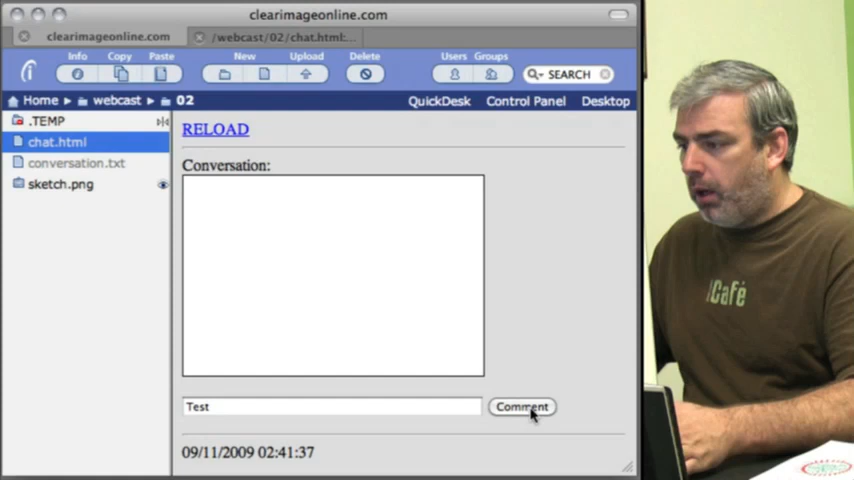 clearimageonline.com
clearimageonline.com
/webcast/02/chat.html:...
Info Copy Paste New Upload Delete Users Groups
SEARCH
Home webcast 02 QuickDesk Control Panel Desktop
.TEMP
chat.html
conversation.txt
sketch.png
RELOAD
Conversation:
Test Comment
09/11/2009 02:41:37
Café